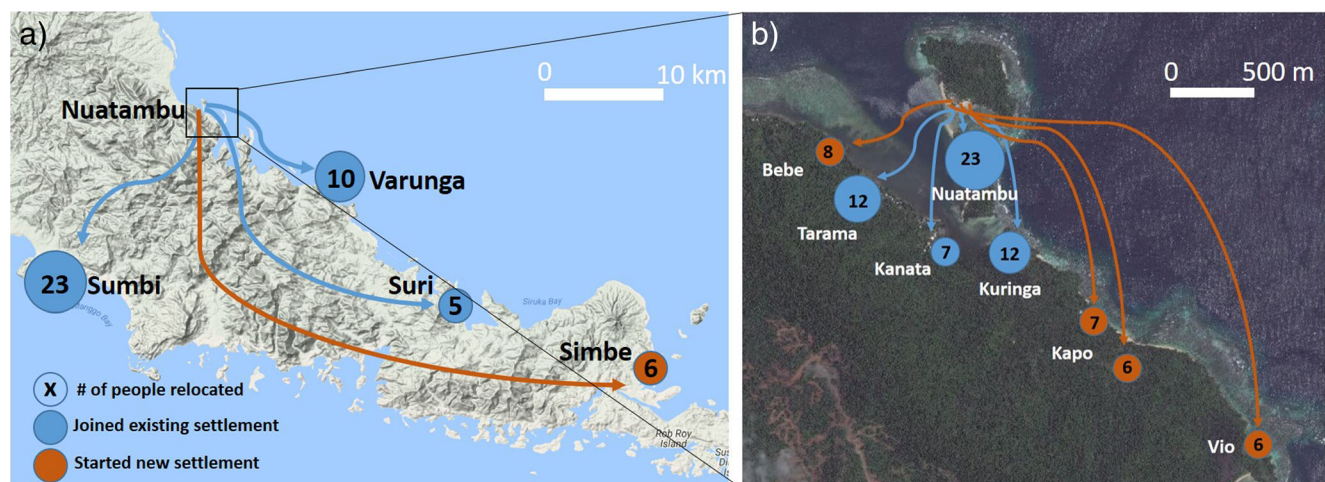 a)
0 10 km
Nuatambu
10 Varunga
23 Sumbi
Suri
5
Siruka Bay
Simbe
6
X # of people relocated
Joined existing settlement
Started new settlement
Rob Roy
Island
b)
0 500 m
8
Bebe
23
Nuatambu
12
Tarama
7
Kanata
12
Kuringa
7
Kapo
6
6
Vio